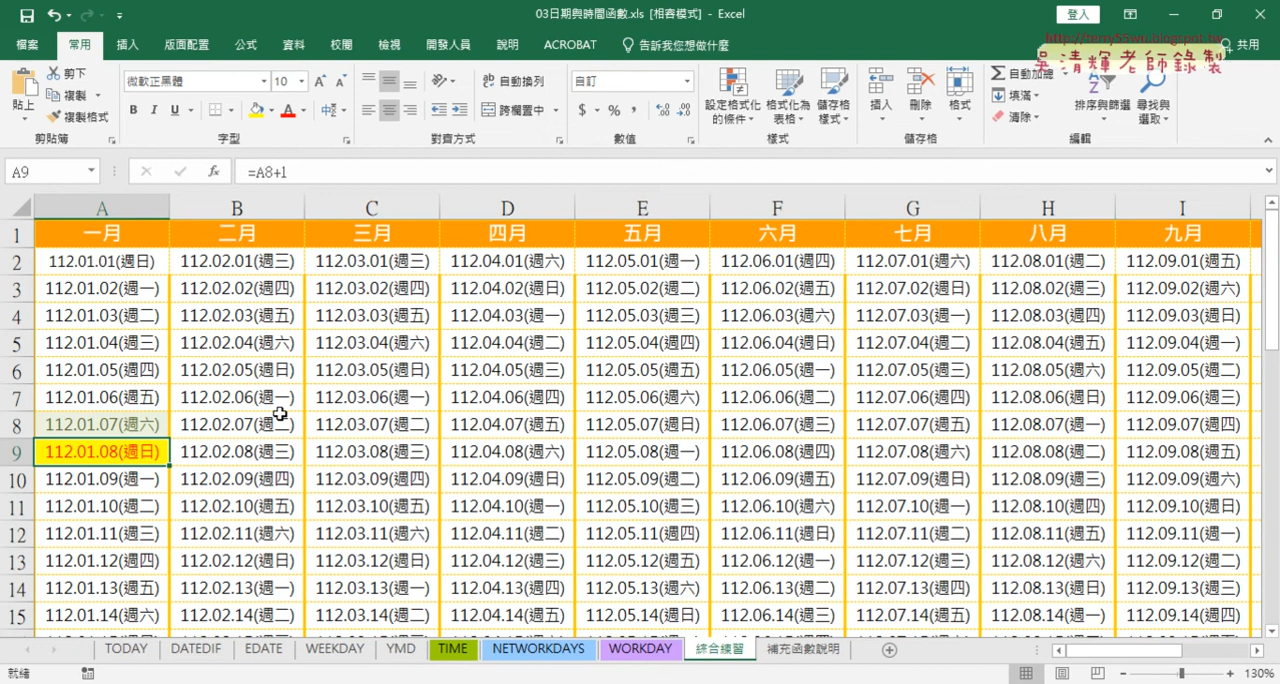 03日期與時間函數.xls [相容模式] - Excel
登入
檔案 常用 插入 版面配置 公式 資料 校閱 檢視 開發人員 說明 ACROBAT 告訴我您想做什麼 共用
http://terry55wu.blogspot.tw
吳清輝老師錄製
貼上 剪下 複製 複製格式 剪貼簿
微軟正黑體 10 A A B I U A 中 字型
自動換列 跨欄置中 對齊方式
自訂 $ % , 數值
設定格式化的條件 格式化為表格 儲存格樣式 樣式
插入 刪除 格式 儲存格
自動加總 填滿 清除 排序與篩選 尋找與選取 編輯
A9 fx =A8+1
A B C D E F G H I
1 一月 二月 三月 四月 五月 六月 七月 八月 九月
2 112.01.01(週日) 112.02.01(週三) 112.03.01(週三) 112.04.01(週六) 112.05.01(週一) 112.06.01(週四) 112.07.01(週六) 112.08.01(週二) 112.09.01(週五)
3 112.01.02(週一) 112.02.02(週四) 112.03.02(週四) 112.04.02(週日) 112.05.02(週二) 112.06.02(週五) 112.07.02(週日) 112.08.02(週三) 112.09.02(週六)
4 112.01.03(週二) 112.02.03(週五) 112.03.03(週五) 112.04.03(週一) 112.05.03(週三) 112.06.03(週六) 112.07.03(週一) 112.08.03(週四) 112.09.03(週日)
5 112.01.04(週三) 112.02.04(週六) 112.03.04(週六) 112.04.04(週二) 112.05.04(週四) 112.06.04(週日) 112.07.04(週二) 112.08.04(週五) 112.09.04(週一)
6 112.01.05(週四) 112.02.05(週日) 112.03.05(週日) 112.04.05(週三) 112.05.05(週五) 112.06.05(週一) 112.07.05(週三) 112.08.05(週六) 112.09.05(週二)
7 112.01.06(週五) 112.02.06(週一) 112.03.06(週一) 112.04.06(週四) 112.05.06(週六) 112.06.06(週二) 112.07.06(週四) 112.08.06(週日) 112.09.06(週三)
8 112.01.07(週六) 112.02.07(週二) 112.03.07(週二) 112.04.07(週五) 112.05.07(週日) 112.06.07(週三) 112.07.07(週五) 112.08.07(週一) 112.09.07(週四)
9 112.01.08(週日) 112.02.08(週三) 112.03.08(週三) 112.04.08(週六) 112.05.08(週一) 112.06.08(週四) 112.07.08(週六) 112.08.08(週二) 112.09.08(週五)
10 112.01.09(週一) 112.02.09(週四) 112.03.09(週四) 112.04.09(週日) 112.05.09(週二) 112.06.09(週五) 112.07.09(週日) 112.08.09(週三) 112.09.09(週六)
11 112.01.10(週二) 112.02.10(週五) 112.03.10(週五) 112.04.10(週一) 112.05.10(週三) 112.06.10(週六) 112.07.10(週一) 112.08.10(週四) 112.09.10(週日)
12 112.01.11(週三) 112.02.11(週六) 112.03.11(週六) 112.04.11(週二) 112.05.11(週四) 112.06.11(週日) 112.07.11(週二) 112.08.11(週五) 112.09.11(週一)
13 112.01.12(週四) 112.02.12(週日) 112.03.12(週日) 112.04.12(週三) 112.05.12(週五) 112.06.12(週一) 112.07.12(週三) 112.08.12(週六) 112.09.12(週二)
14 112.01.13(週五) 112.02.13(週一) 112.03.13(週一) 112.04.13(週四) 112.05.13(週六) 112.06.13(週二) 112.07.13(週四) 112.08.13(週日) 112.09.13(週三)
15 112.01.14(週六) 112.02.14(週二) 112.03.14(週二) 112.04.14(週五) 112.05.14(週日) 112.06.14(週三) 112.07.14(週五) 112.08.14(週一) 112.09.14(週四)
TODAY DATEDIF EDATE WEEKDAY YMD TIME NETWORKDAYS WORKDAY 綜合練習 補充函數說明
就緒 130%